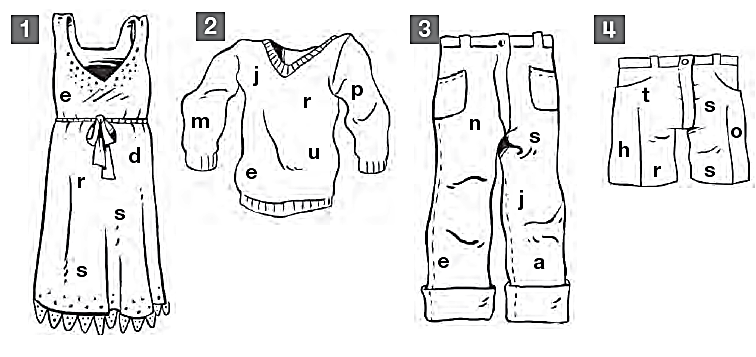 1 2 3 4
e d r s s
j r p m u e
n s j e a
t s h o r s